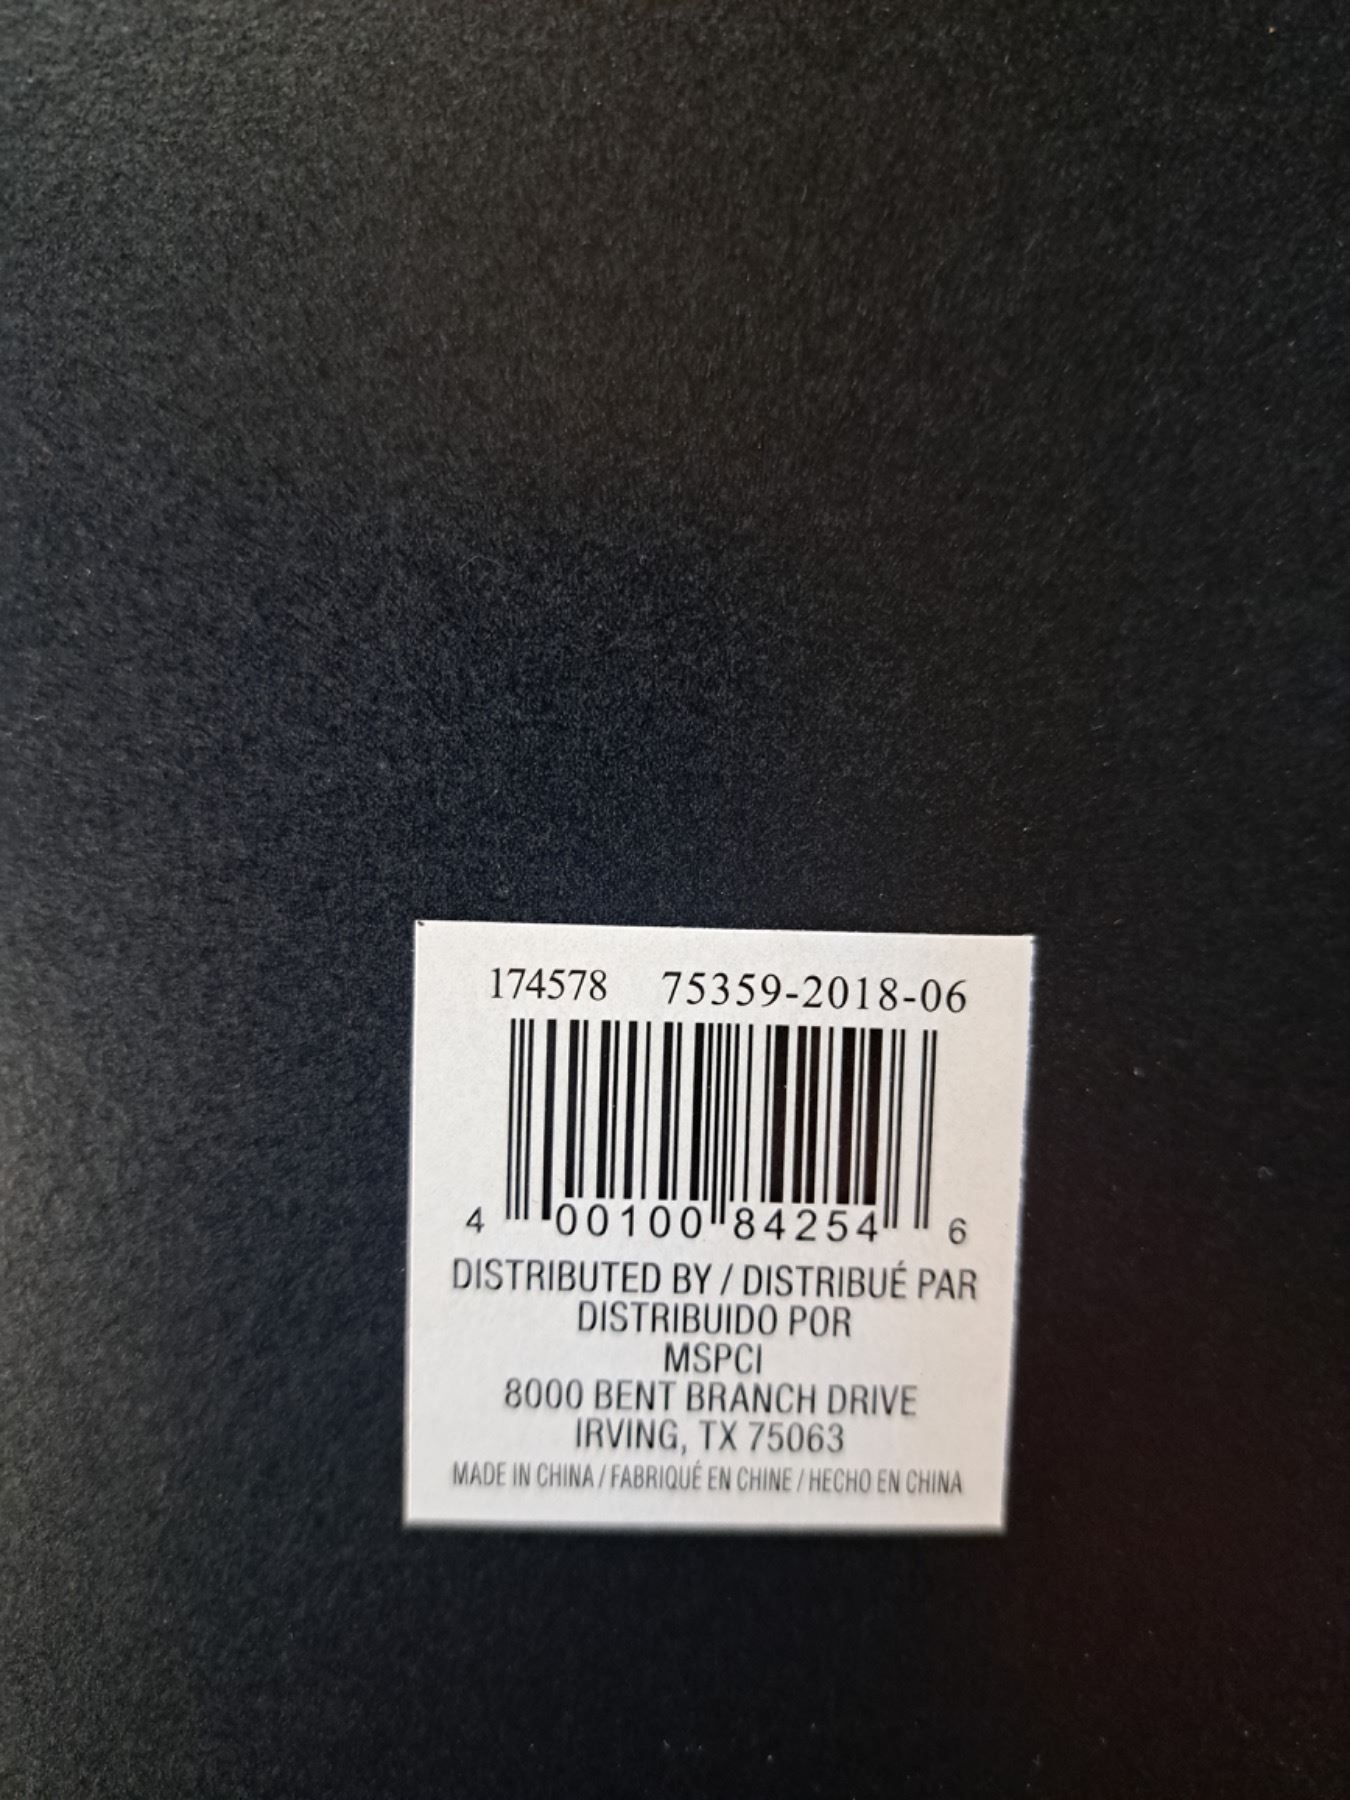 174578 75359-2018-06
4 00100 84254 6
DISTRIBUTED BY / DISTRIBUÉ PAR
DISTRIBUIDO POR
MSPCI
8000 BENT BRANCH DRIVE
IRVING, TX 75063
MADE IN CHINA / FABRIQUÉ EN CHINE / HECHO EN CHINA